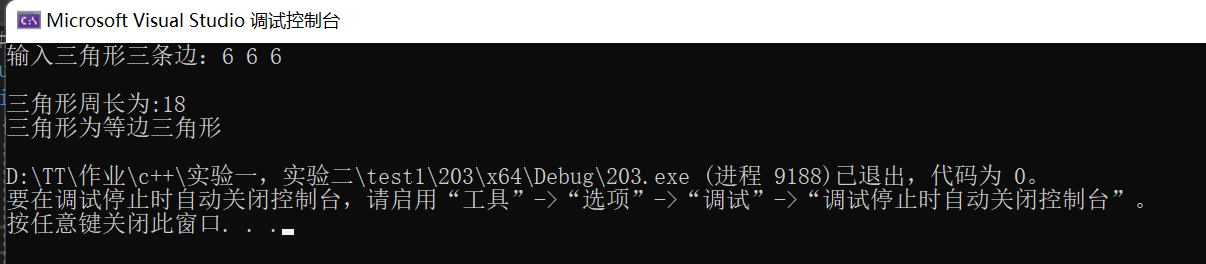 Microsoft Visual Studio 调试控制台
输入三角形三条边：6 6 6
三角形周长为:18
三角形为等边三角形
D:\TT\作业\c++\实验一，实验二\test1\203\x64\Debug\203.exe (进程 9188)已退出，代码为 0。
要在调试停止时自动关闭控制台，请启用“工具”->“选项”->“调试”->“调试停止时自动关闭控制台”。
按任意键关闭此窗口. . .